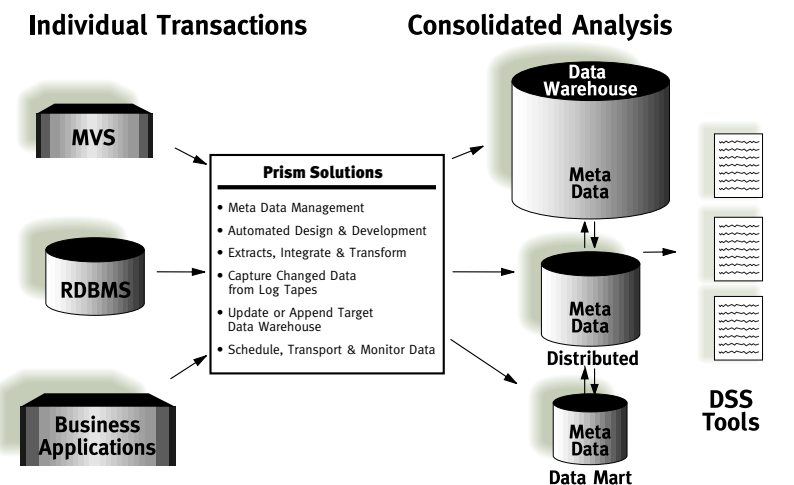 Individual Transactions
Consolidated Analysis
MVS
RDBMS
Business
Applications
Prism Solutions
• Meta Data Management
• Automated Design & Development
• Extracts, Integrate & Transform
• Capture Changed Data
from Log Tapes
• Update or Append Target
Data Warehouse
• Schedule, Transport & Monitor Data
Data
Warehouse
Meta
Data
Meta
Data
Distributed
Meta
Data
Data Mart
DSS
Tools